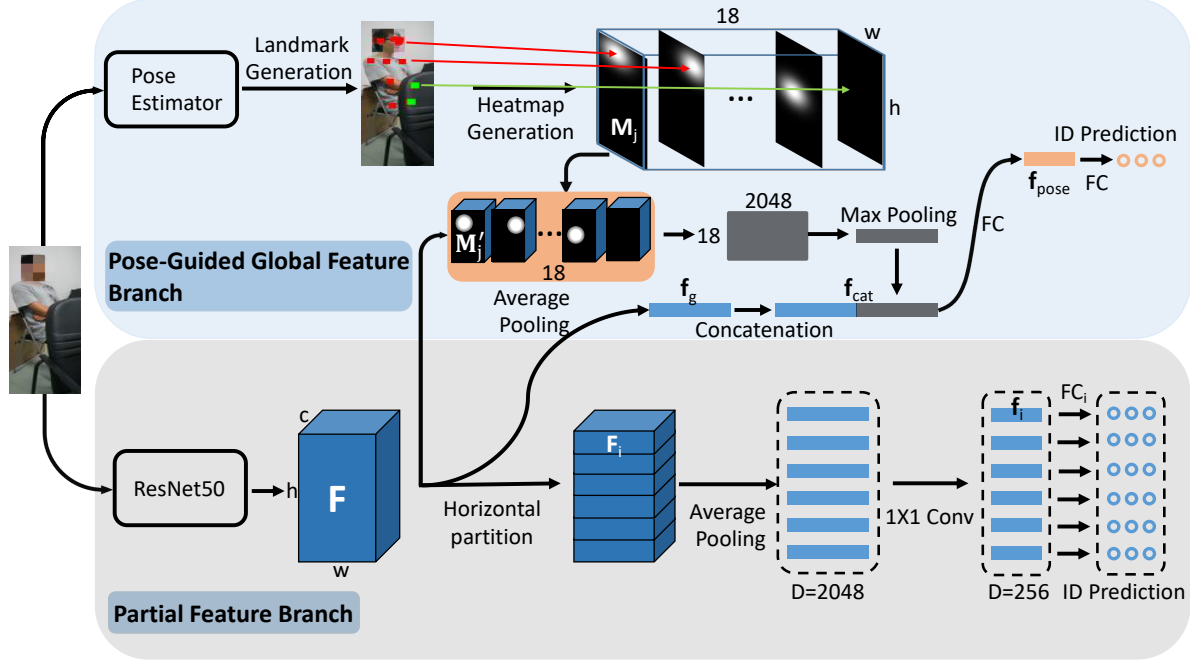 Pose
Estimator
Landmark
Generation
Heatmap
Generation
18
w
h
M_j
...
ID Prediction
f_pose
FC
FC
M′_j
...
18
Average
Pooling
18
2048
Max Pooling
f_g
f_cat
Concatenation
Pose-Guided Global Feature
Branch
ResNet50
c
h
F
w
Horizontal
partition
F_i
Average
Pooling
D=2048
1X1 Conv
f_i
FC_i
D=256
ID Prediction
Partial Feature Branch